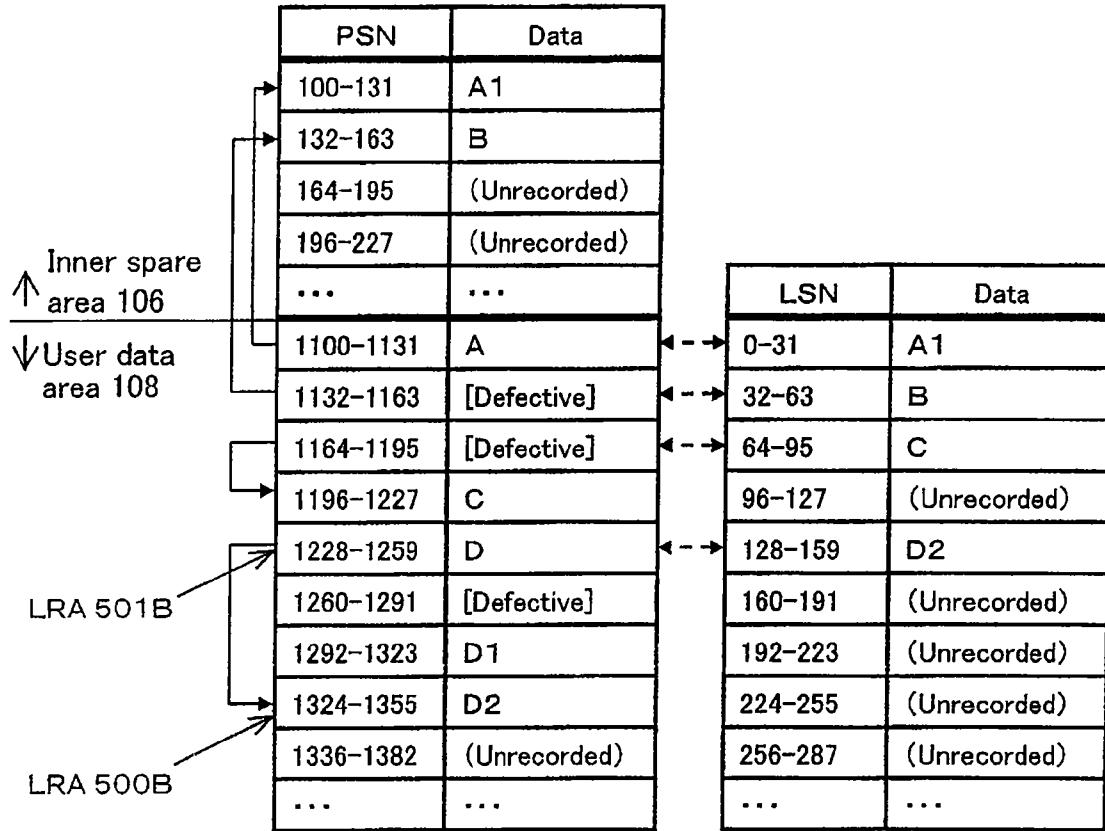 PSN Data
100-131 A1
132-163 B
164-195 (Unrecorded)
196-227 (Unrecorded)
... ...
Inner spare
area 106
User data
area 108
1100-1131 A
1132-1163 [Defective]
1164-1195 [Defective]
1196-1227 C
1228-1259 D
1260-1291 [Defective]
1292-1323 D1
1324-1355 D2
1336-1382 (Unrecorded)
... ...
LRA 501B
LRA 500B
LSN Data
0-31 A1
32-63 B
64-95 C
96-127 (Unrecorded)
128-159 D2
160-191 (Unrecorded)
192-223 (Unrecorded)
224-255 (Unrecorded)
256-287 (Unrecorded)
... ...